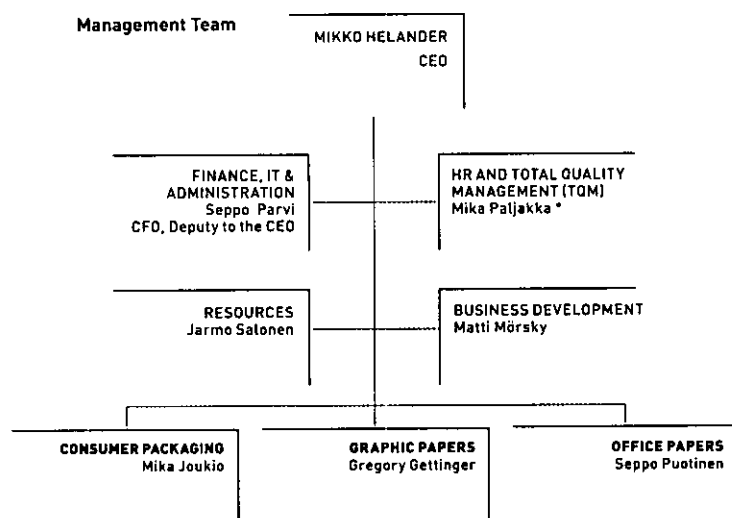 Management Team
MIKKO HELANDER
CEO
FINANCE, IT &
ADMINISTRATION
Seppo Parvi
CFO, Deputy to the CEO
HR AND TOTAL QUALITY
MANAGEMENT (TQM)
Mika Paljakka *
RESOURCES
Jarmo Salonen
BUSINESS DEVELOPMENT
Matti Mörsky
CONSUMER PACKAGING
Mika Joukio
GRAPHIC PAPERS
Gregory Gettinger
OFFICE PAPERS
Seppo Puotinen